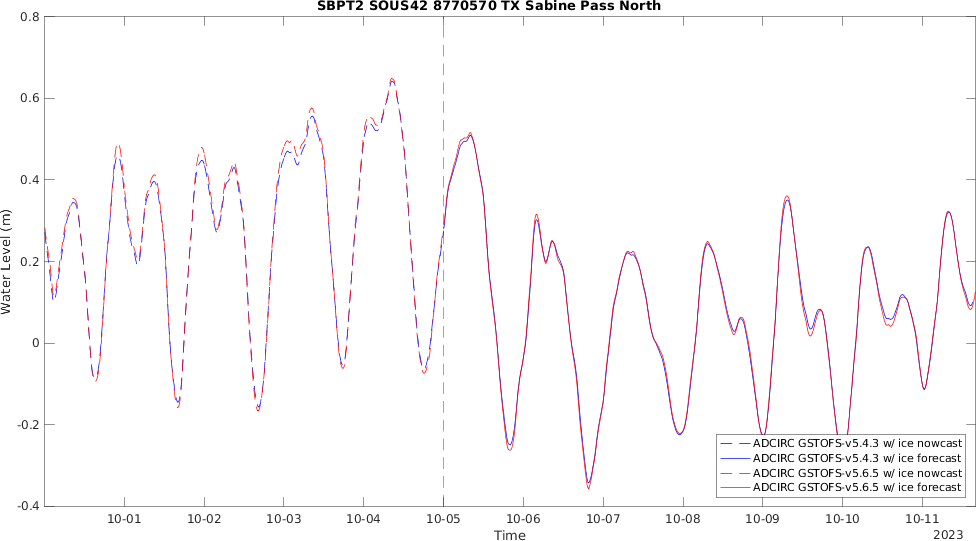 SBPT2 SOUS42 8770570 TX Sabine Pass North
0.8
0.6
0.4
0.2
0
-0.2
-0.4
Water Level (m)
ADCIRC GSTOFS-v5.4.3 w/ ice nowcast
ADCIRC GSTOFS-v5.4.3 w/ ice forecast
ADCIRC GSTOFS-v5.6.5 w/ ice nowcast
ADCIRC GSTOFS-v5.6.5 w/ ice forecast
10-01 10-02 10-03 10-04 10-05 10-06 10-07 10-08 10-09 10-10 10-11
Time
2023